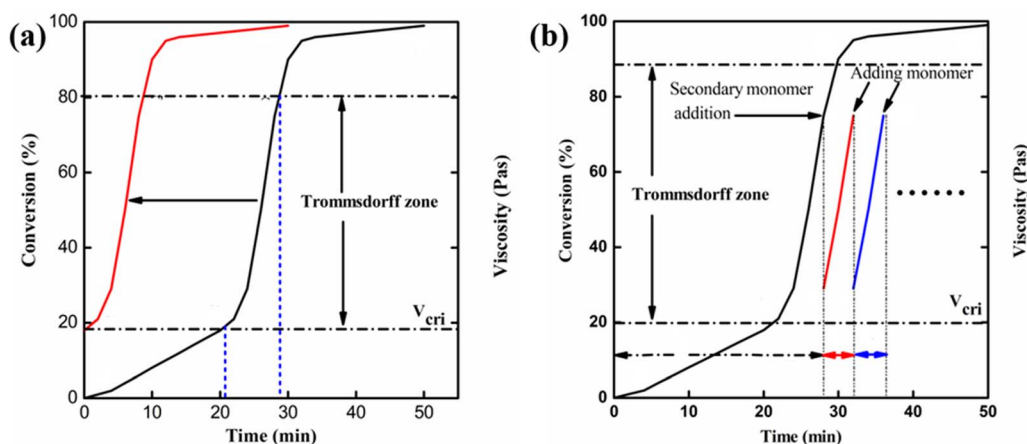 (a)
100
80
60
40
20
0
Conversion (%)
Trommsdorff zone
Vcri
0 10 20 30 40 50
Time (min)
Viscosity (Pas)
(b)
100
80
60
40
20
0
Conversion (%)
Secondary monomer
addition
Adding monomer
Trommsdorff zone
Vcri
0 10 20 30 40 50
Time (min)
Viscosity (Pas)